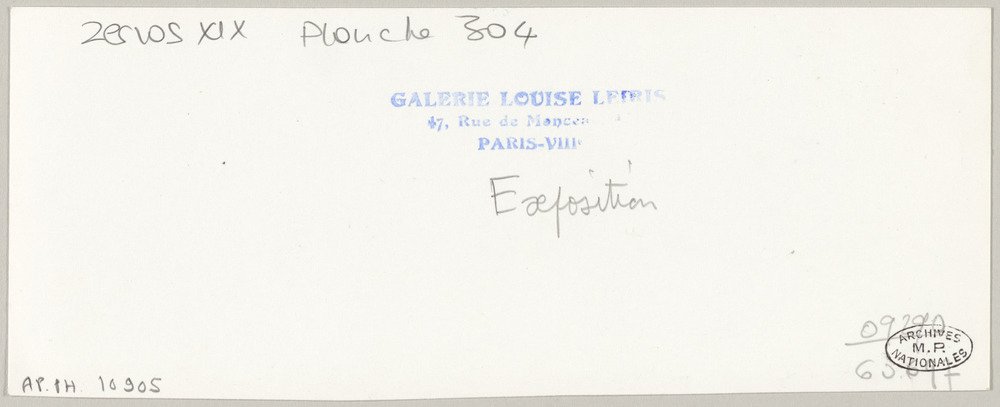 Zervos XIX Planche 304
GALERIE LOUISE LEIRIS
47, Rue de Monceau
PARIS-VIIIe
Exposition
ARCHIVES
M.P.
NATIONALES
AP.PH. 10905